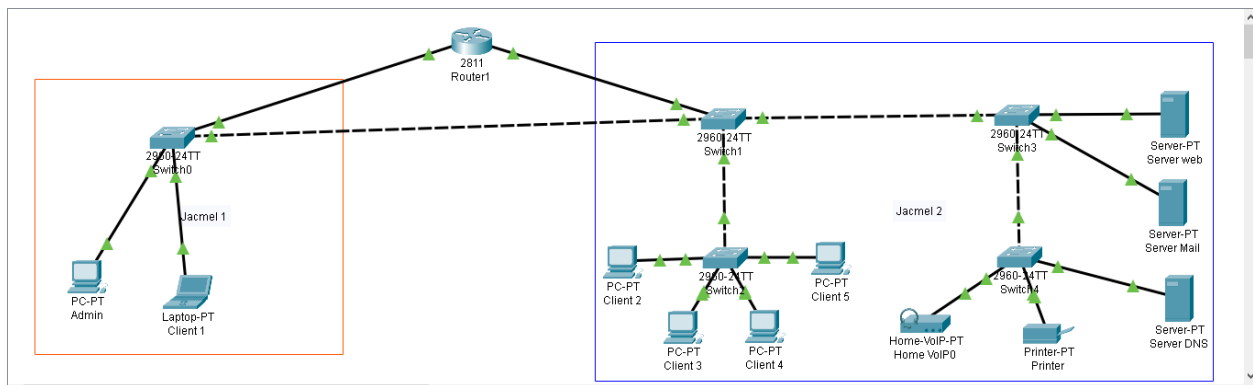 2811
Router1
2960-24TT
Switch0
Jacmel 1
PC-PT
Admin
Laptop-PT
Client 1
2960-24TT
Switch1
2960-24TT
Switch3
Server-PT
Server web
Server-PT
Server Mail
Jacmel 2
2960-24TT
Switch2
PC-PT
Client 2
PC-PT
Client 5
PC-PT
Client 3
PC-PT
Client 4
2960-24TT
Switch4
Home-VoIP-PT
Home VoIP0
Printer-PT
Printer
Server-PT
Server DNS